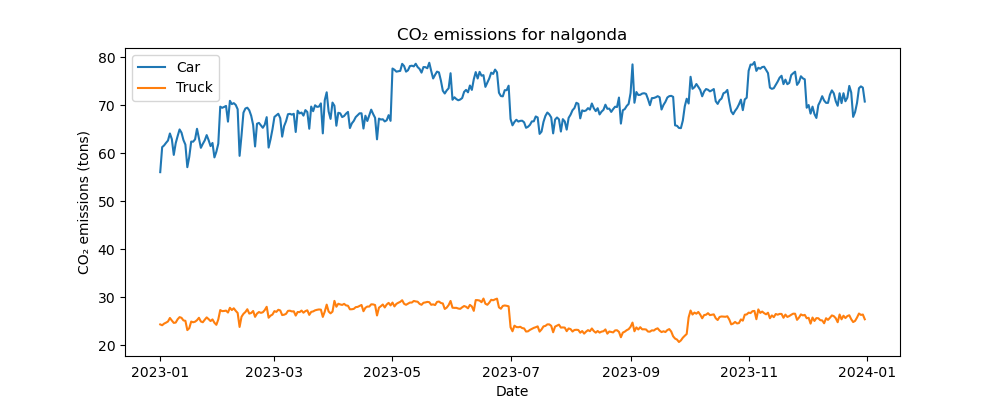 CO₂ emissions for nalgonda
Car
Truck
CO₂ emissions (tons)
80
70
60
50
40
30
20
2023-01
2023-03
2023-05
2023-07
2023-09
2023-11
2024-01
Date